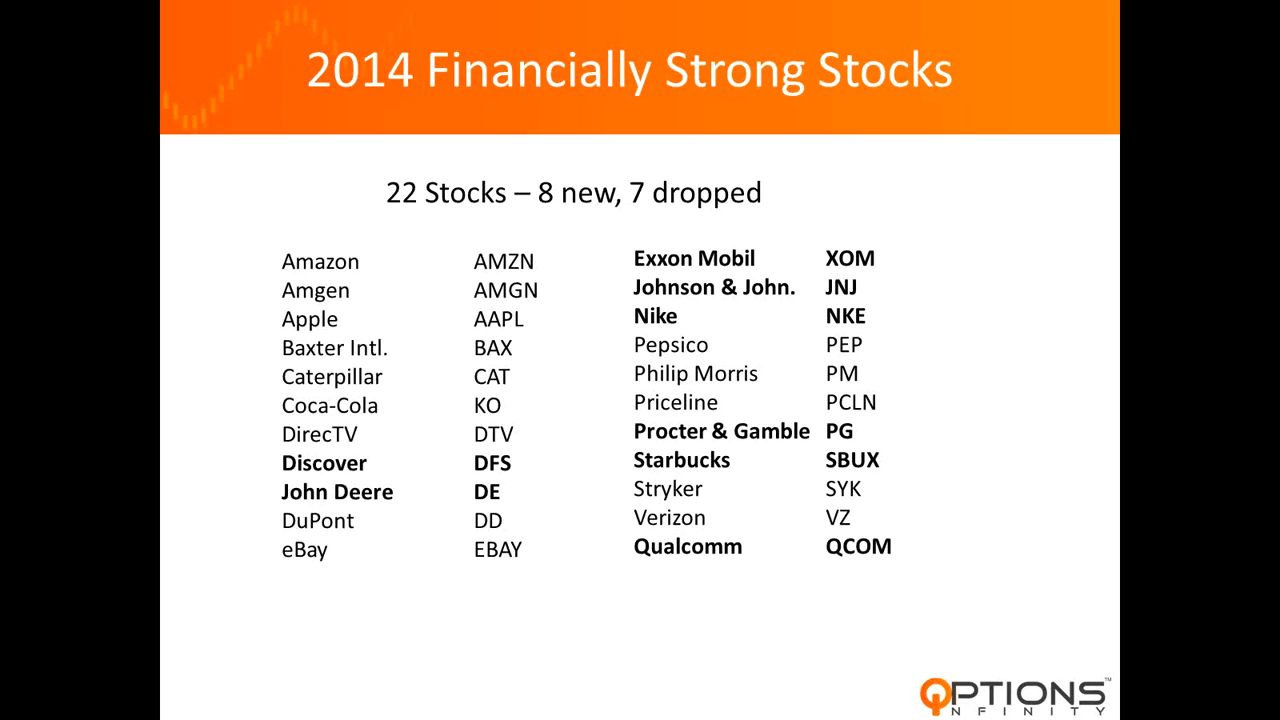 2014 Financially Strong Stocks
22 Stocks – 8 new, 7 dropped
Amazon AMZN
Amgen AMGN
Apple AAPL
Baxter Intl. BAX
Caterpillar CAT
Coca-Cola KO
DirecTV DTV
Discover DFS
John Deere DE
DuPont DD
eBay EBAY
Exxon Mobil XOM
Johnson & John. JNJ
Nike NKE
Pepsico PEP
Philip Morris PM
Priceline PCLN
Procter & Gamble PG
Starbucks SBUX
Stryker SYK
Verizon VZ
Qualcomm QCOM
OPTIONS™
INFINITY